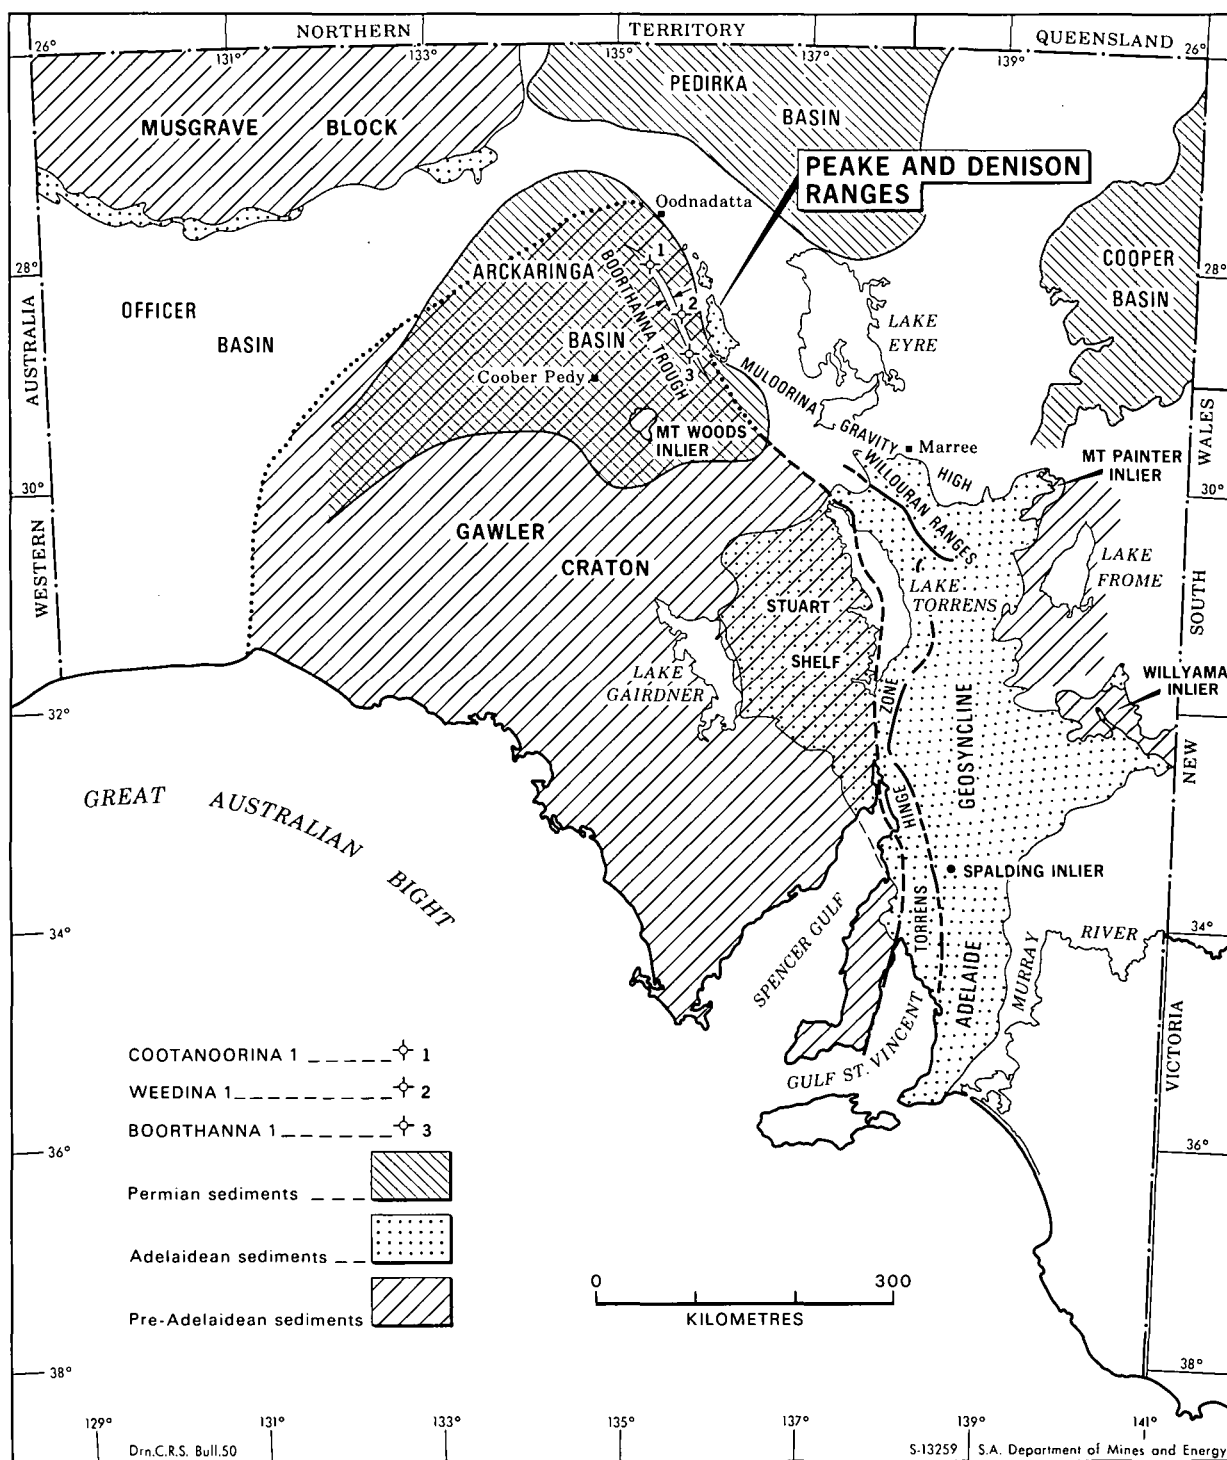 NORTHERN TERRITORY
QUEENSLAND
26°
131°
133°
135°
137°
139°
26°
PEDIRKA
BASIN
MUSGRAVE BLOCK
PEAKE AND DENISON
RANGES
Oodnadatta
1
28°
ARCKARINGA
BASIN
BOORTHANNA TROUGH
2
3
COOPER
BASIN
28°
OFFICER
BASIN
LAKE
EYRE
AUSTRALIA
Coober Pedy
MULOORINA
GRAVITY
HIGH
MT WOODS
INLIER
Marree
WALES
MT PAINTER
INLIER
WILLOURAN RANGES
30°
30°
GAWLER
CRATON
LAKE
FROME
LAKE
TORRENS
WESTERN
STUART
SHELF
SOUTH
LAKE
GAIRDNER
WILLYAMA
INLIER
ZONE
32°
NEW
GEOSYNCLINE
GREAT AUSTRALIAN
BIGHT
HINGE
SPALDING INLIER
TORRENS
SPENCER GULF
34°
34°
RIVER
MURRAY
ADELAIDE
GULF ST. VINCENT
VICTORIA
COOTANOORINA 1 1
WEEDINA 1 2
BOORTHANNA 1 3
36°
36°
Permian sediments
Adelaidean sediments
Pre-Adelaidean sediments
0 300
KILOMETRES
38°
38°
129°
131°
133°
135°
137°
139°
141°
Drn.C.R.S. Bull.50
S-13259 S.A. Department of Mines and Energy